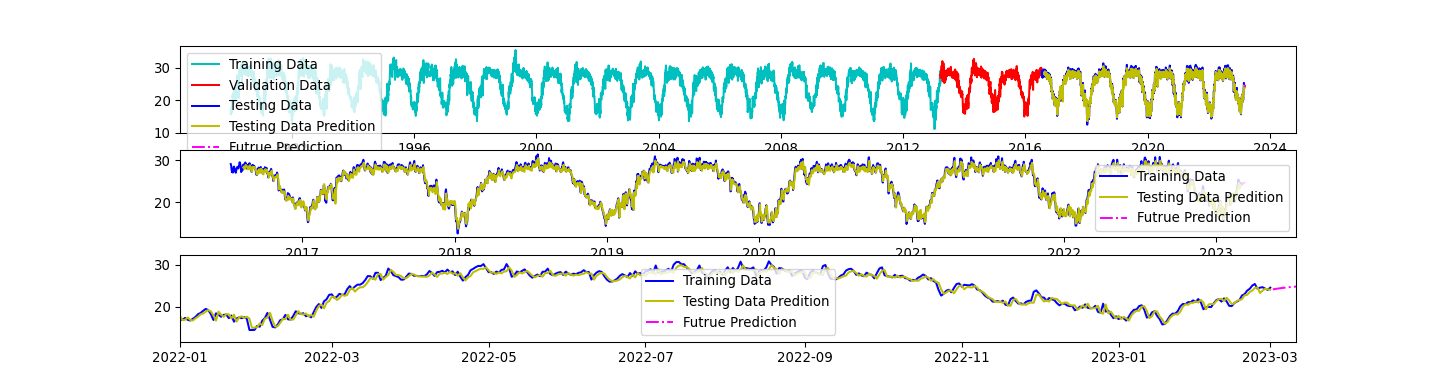 30
20
10
Training Data
Validation Data
Testing Data
Testing Data Predition
Futrue Prediction
1996
2000
2004
2008
2012
2016
2020
2024
30
20
Training Data
Testing Data Predition
Futrue Prediction
2017
2018
2019
2020
2021
2022
2023
30
20
Training Data
Testing Data Predition
Futrue Prediction
2022-01
2022-03
2022-05
2022-07
2022-09
2022-11
2023-01
2023-03